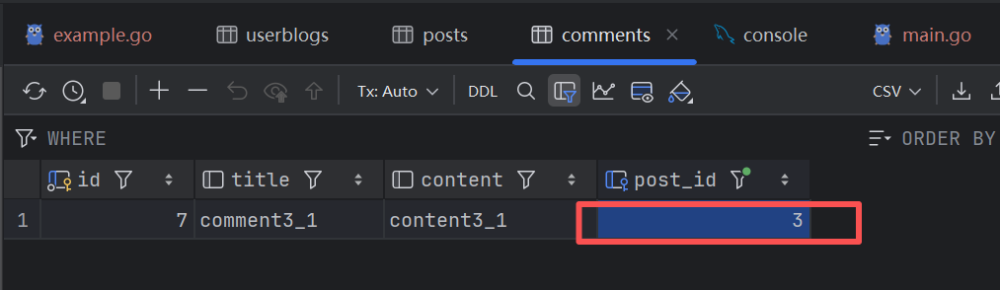 example.go userblogs posts comments console main.go
Tx: Auto DDL CSV
WHERE ORDER BY
id title content post_id
1 7 comment3_1 content3_1 3